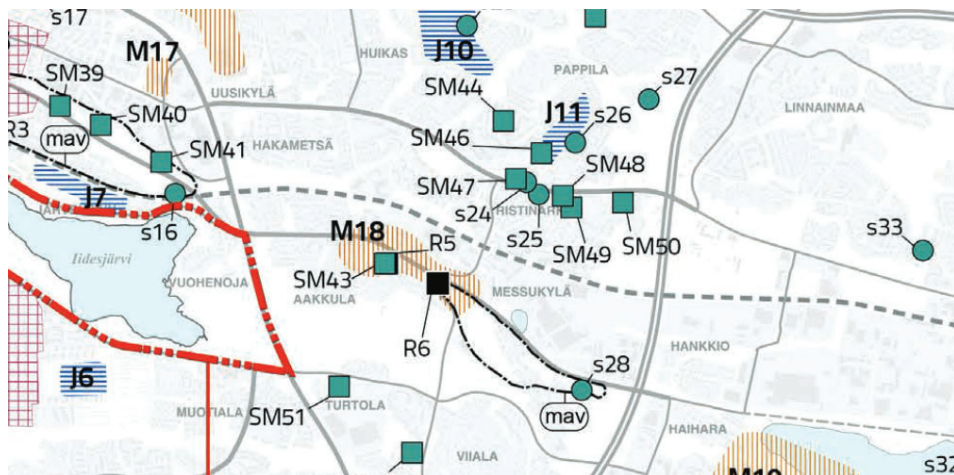 s17
M17
HUIKAS
J10
PAPPILA
s27
SM39
UUSIKYLÄ
SM44
J11
s26
LINNAINMAA
R3
mav
SM40
SM46
HAKAMETSÄ
SM41
SM48
SM47
J7
s24
s16
M18
s25
SM49
SM50
s33
R5
Iidesjärvi
VUOHENOJA
SM43
AAKKULA
MESSUKYLÄ
R6
HANKKIO
s28
J6
mav
MUOTIALA
SM51
TURTOLA
HAIHARA
VIIALA
s32